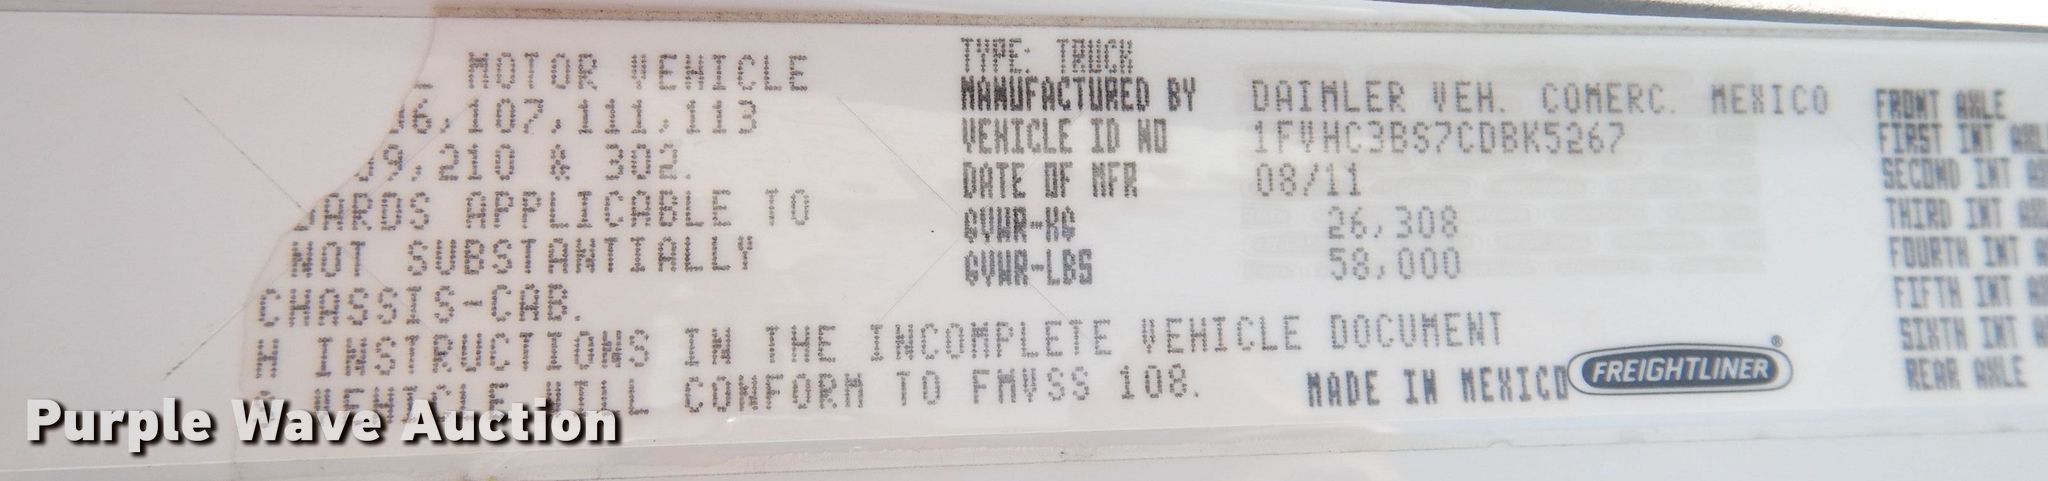 MOTOR VEHICLE
06,107,111,113
09,210 & 302.
ARDS APPLICABLE TO
NOT SUBSTANTIALLY
CHASSIS-CAB.
INSTRUCTIONS IN THE INCOMPLETE VEHICLE DOCUMENT
VEHICLE WILL CONFORM TO FMVSS 108.
TYPE: TRUCK
MANUFACTURED BY DAIMLER VEH. COMERC. MEXICO
VEHICLE ID NO 1FVHC3BS7CDBK5267
DATE OF MFR 08/11
GVWR-KG 26,308
GVWR-LBS 58,000
MADE IN MEXICO FREIGHTLINER®
FRONT AXLE
FIRST INT AXL
SECOND INT A
THIRD INT AX
FOURTH INT A
FIFTH INT A
SIXTH INT A
REAR AXLE
Purple Wave Auction